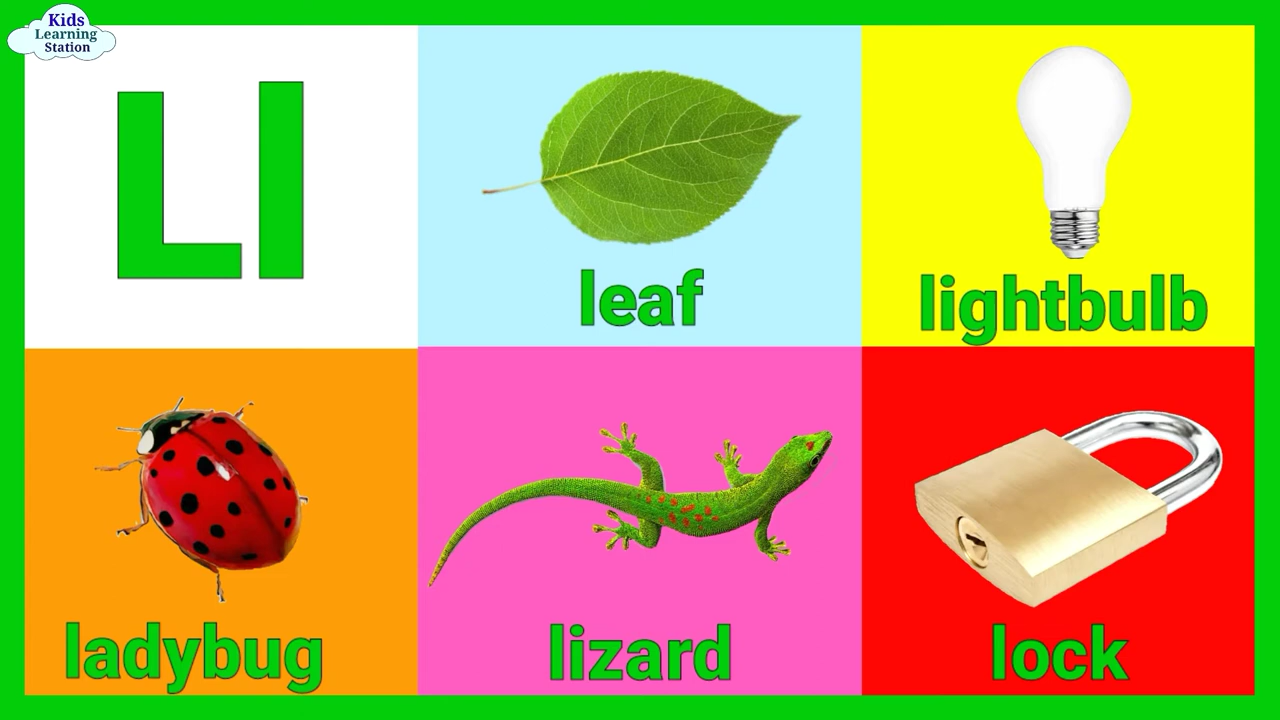 Kids
Learning
Station
Ll
leaf
lightbulb
ladybug
lizard
lock